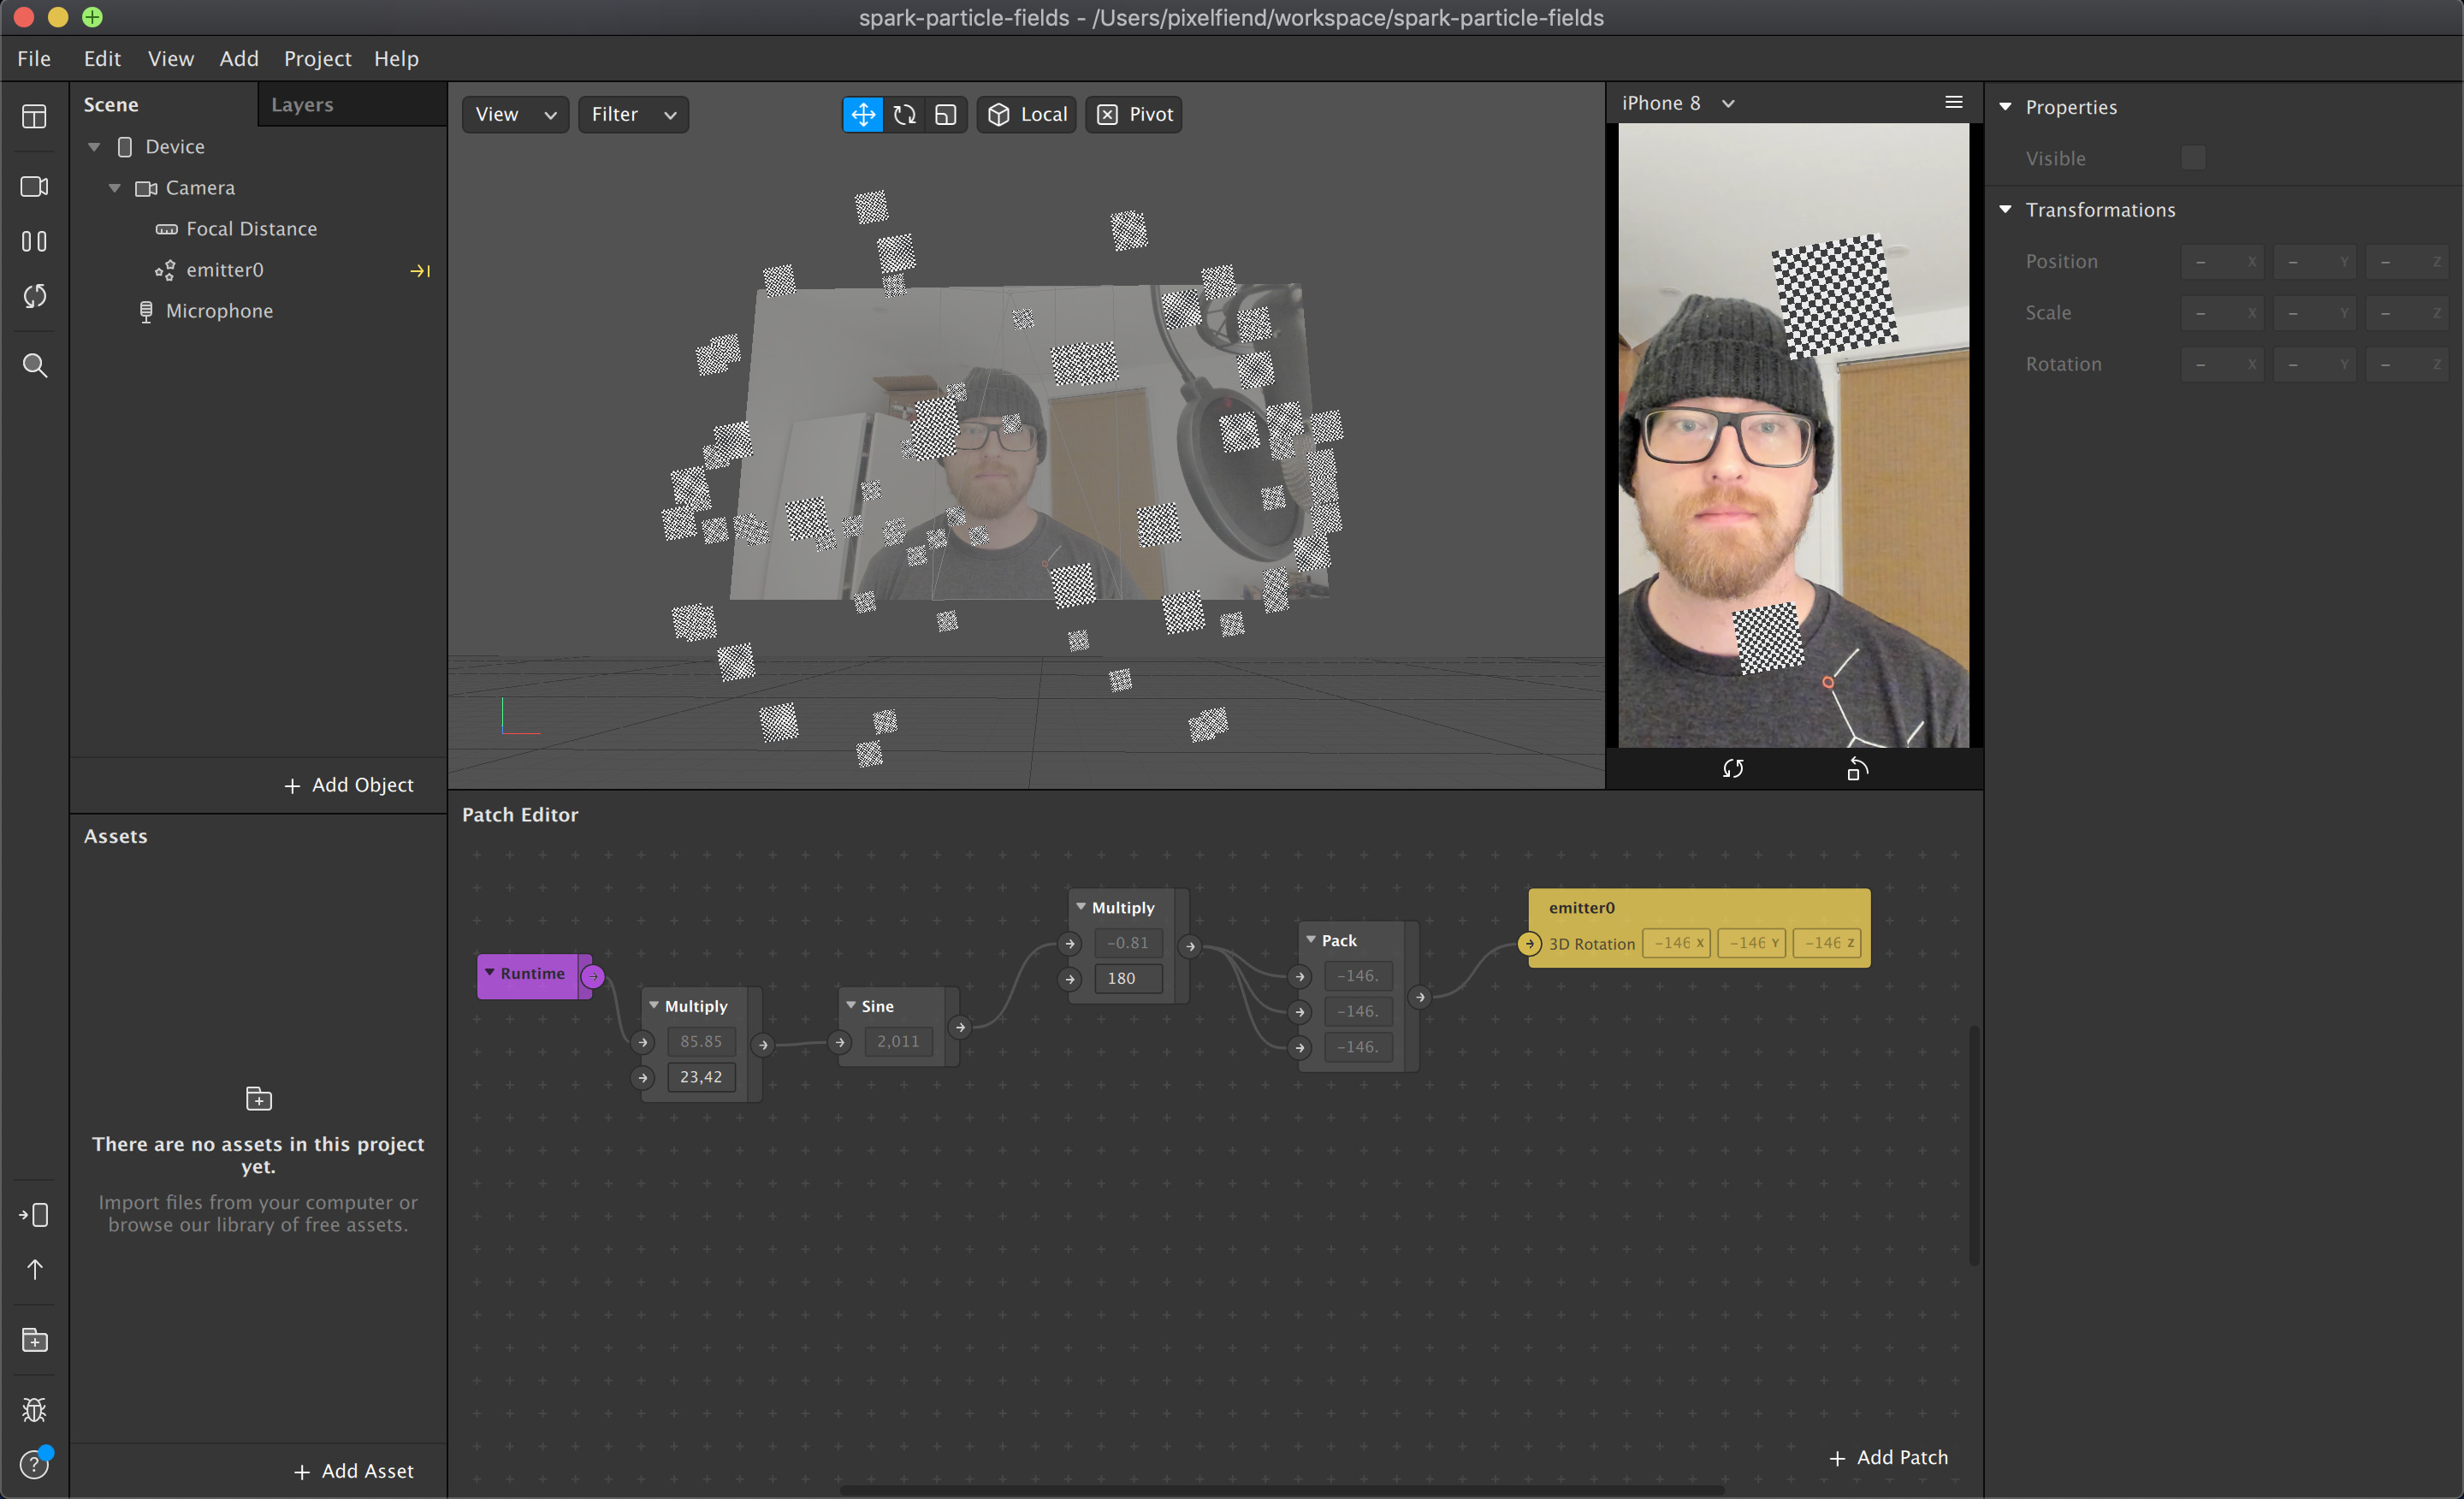 spark-particle-fields - /Users/pixelfiend/workspace/spark-particle-fields
File Edit View Add Project Help
Scene Layers
Device
Camera
Focal Distance
emitter0
Microphone
+ Add Object
View Filter Local Pivot
iPhone 8
Properties
Visible
Transformations
Position – X – Y – Z
Scale – X – Y – Z
Rotation – X – Y – Z
Assets
There are no assets in this project
yet.
Import files from your computer or
browse our library of free assets.
+ Add Asset
Patch Editor
Runtime
Multiply
85.85
23,42
Sine
2,011
Multiply
-0.81
180
Pack
-146.
-146.
-146.
emitter0
3D Rotation -146 X -146 Y -146 Z
+ Add Patch
?